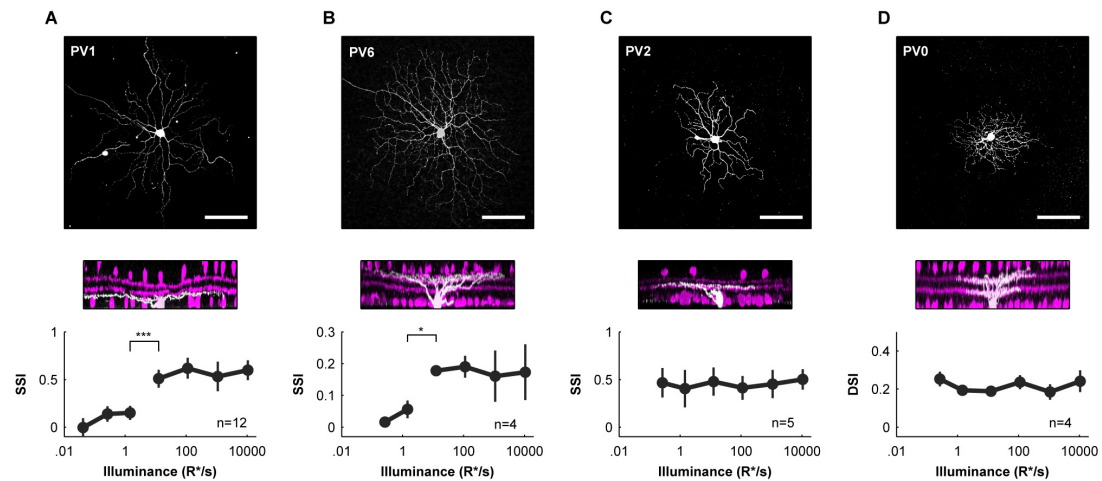 A B C D
PV1 PV6 PV2 PV0
1 0.3 1 0.4
*** *
0.2
SSI 0.5 SSI SSI 0.5 DSI 0.2
0.1
0 n=12 0 n=4 0 n=5 0 n=4
.01 1 100 10000 .01 1 100 10000 .01 1 100 10000 .01 1 100 10000
Illuminance (R*/s) Illuminance (R*/s) Illuminance (R*/s) Illuminance (R*/s)